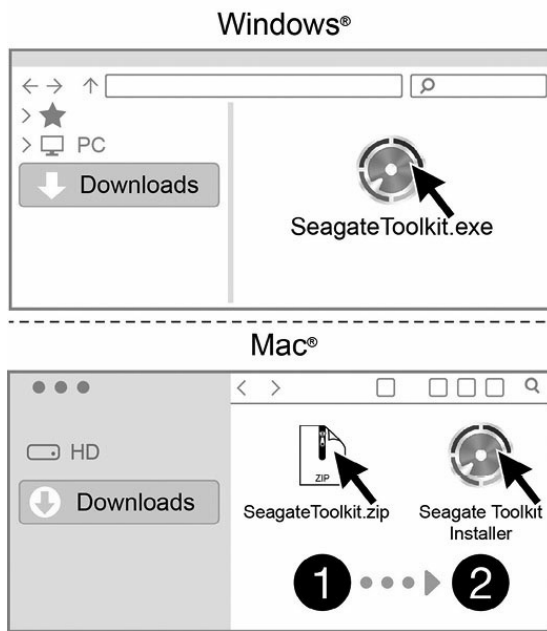 Windows®
PC
Downloads
SeagateToolkit.exe
Mac®
HD
Downloads
ZIP
SeagateToolkit.zip
Seagate Toolkit
Installer
1
2